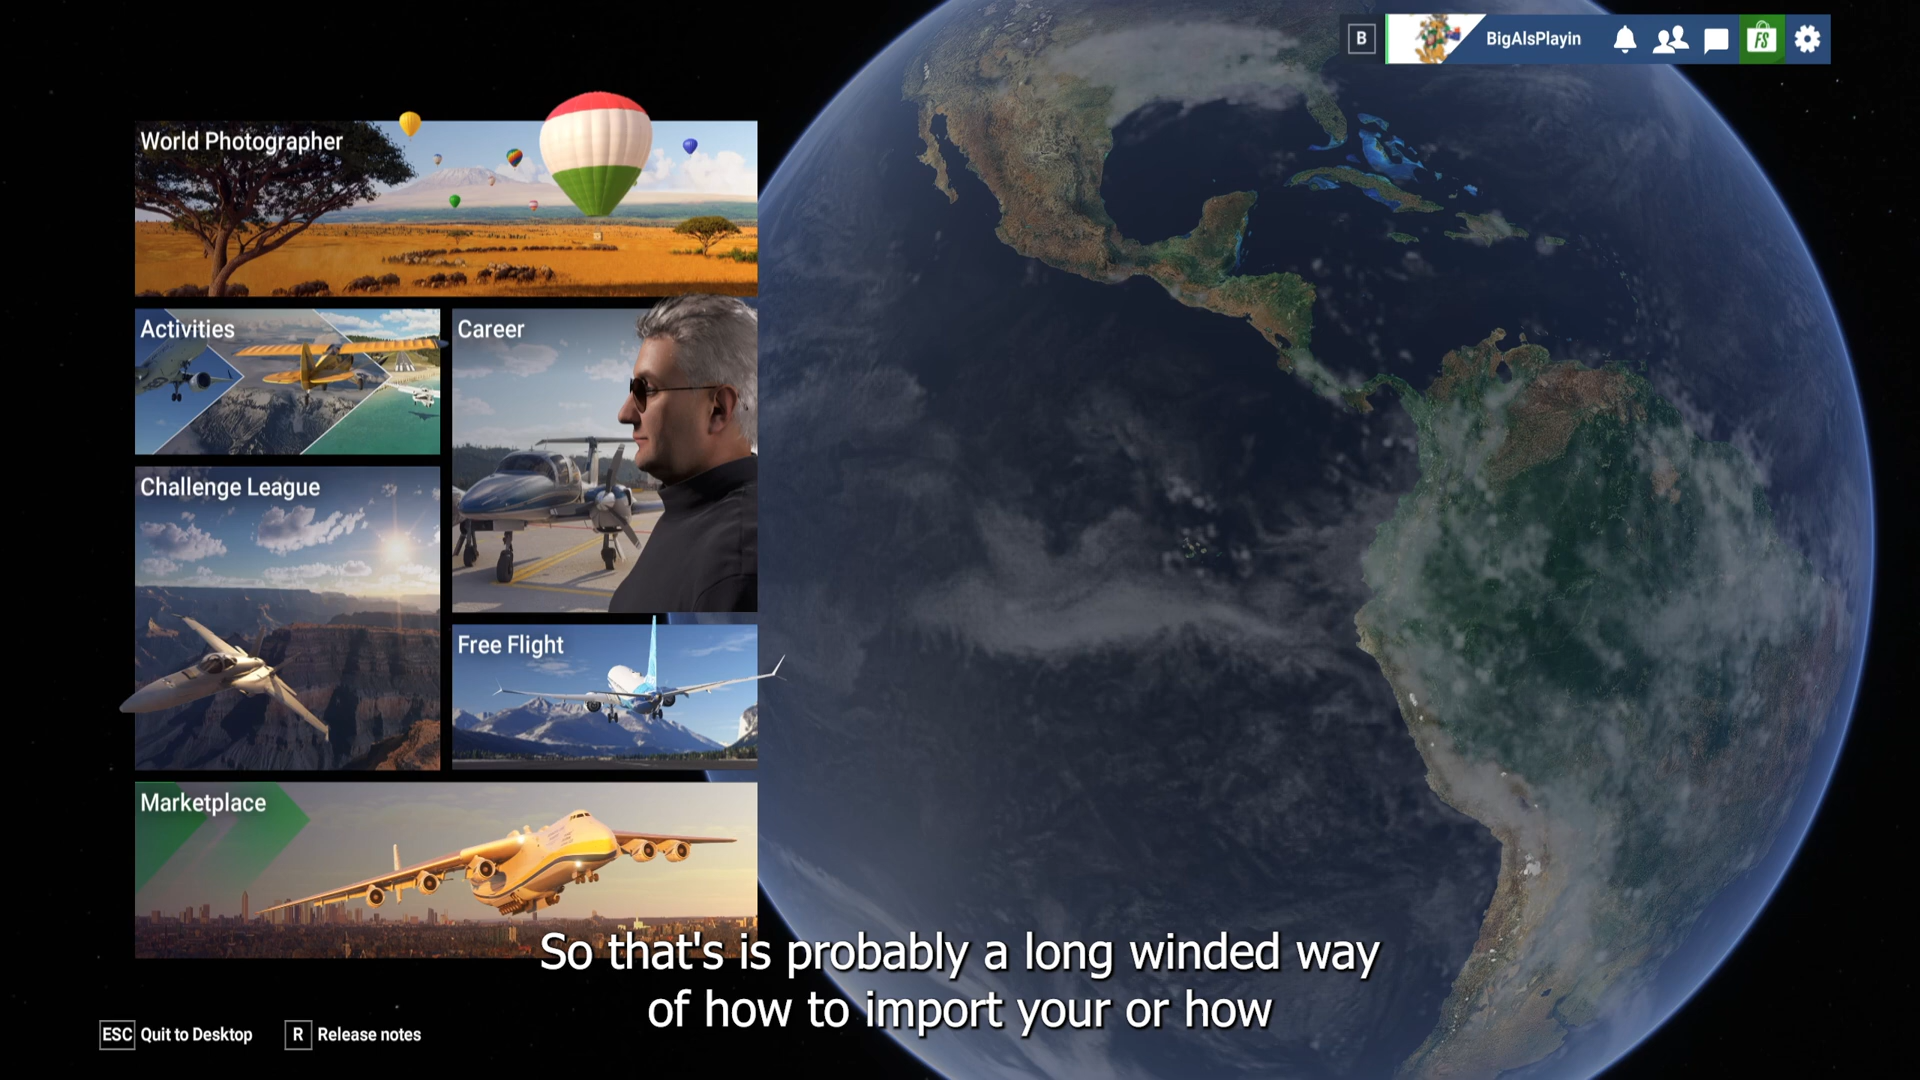 B
BigAlsPlayin
FS
World Photographer
Activities
Career
Challenge League
Free Flight
Marketplace
So that's is probably a long winded way
of how to import your or how
ESC Quit to Desktop
R Release notes